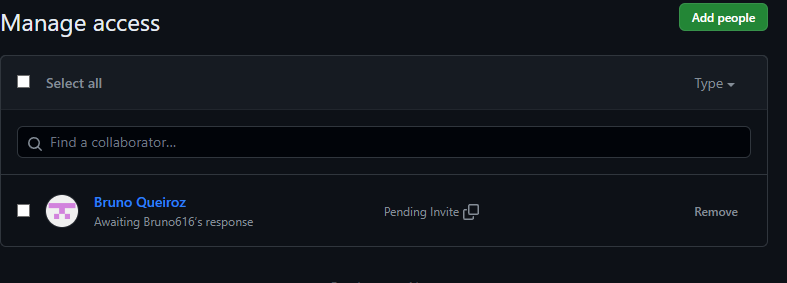 Manage access
Add people
Select all
Type
Find a collaborator...
Bruno Queiroz
Awaiting Bruno616's response
Pending Invite
Remove